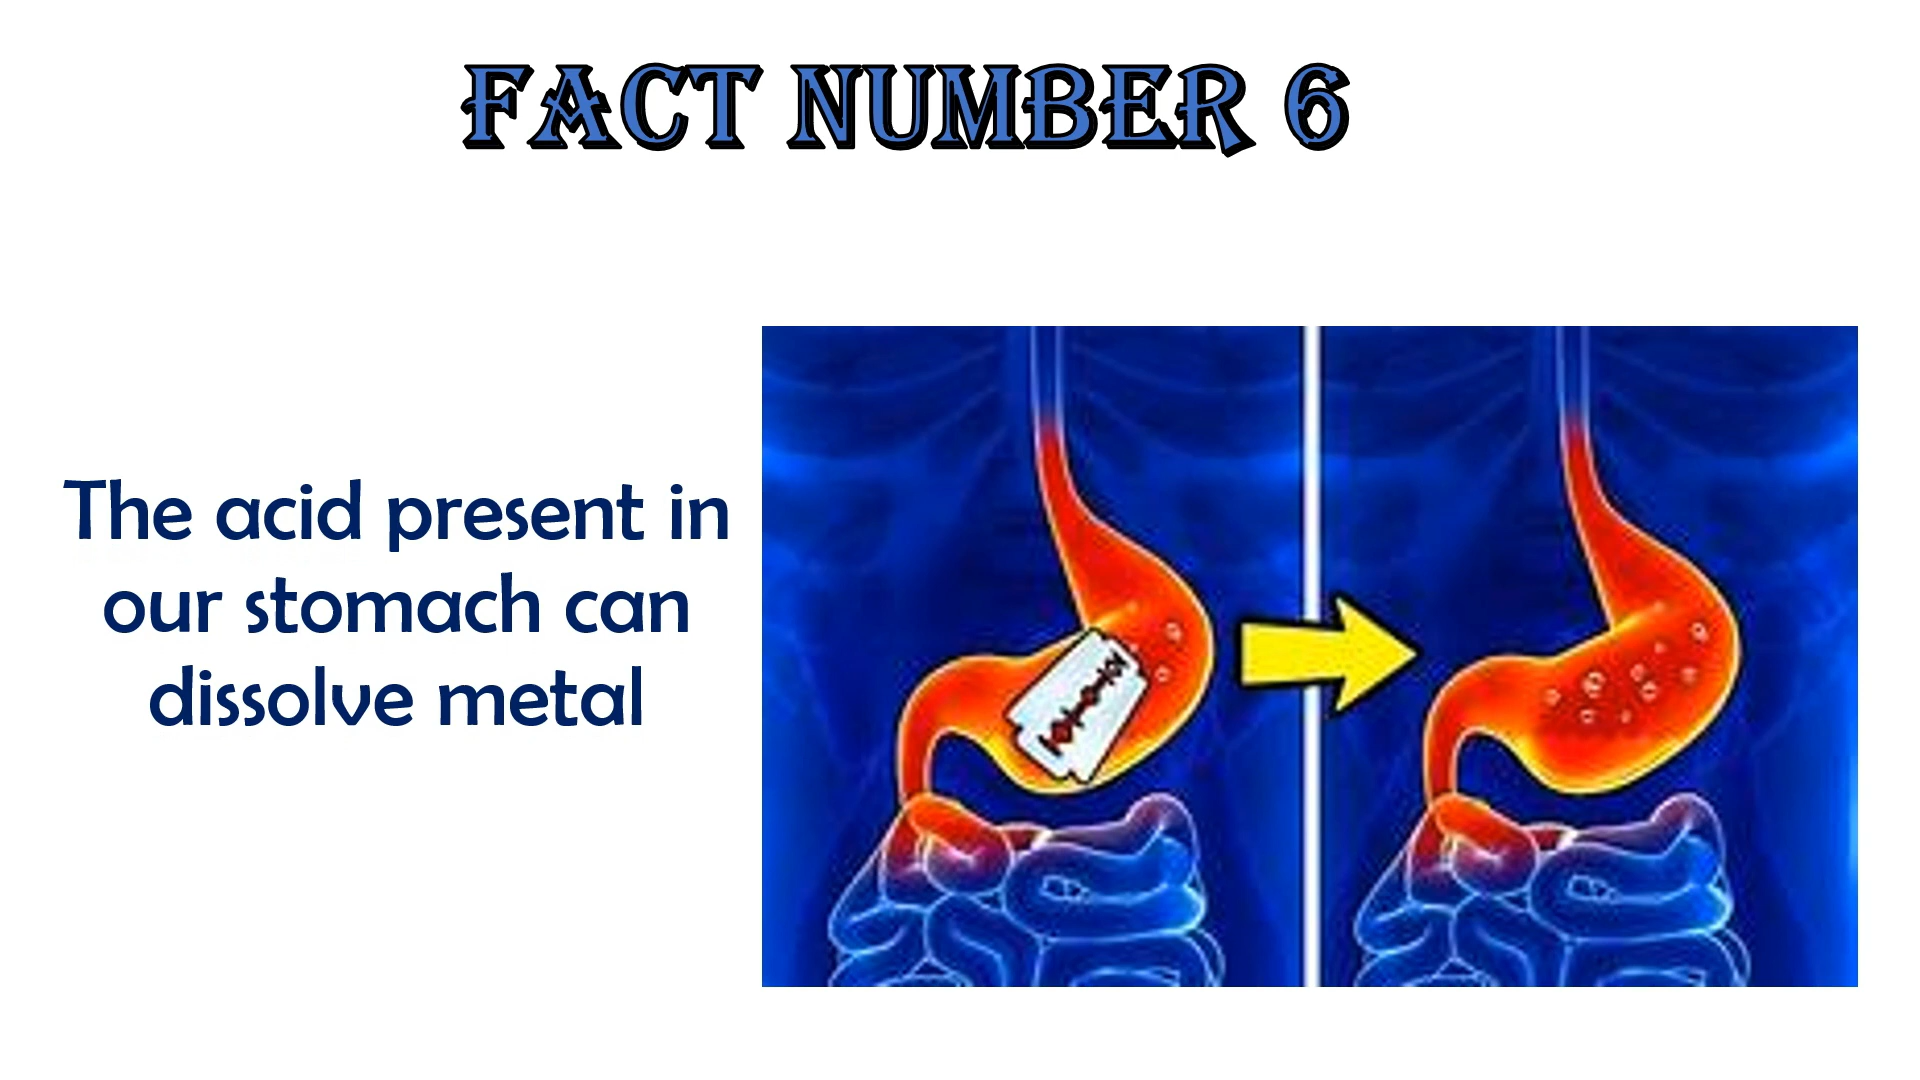 FACT NUMBER 6
The acid present in
our stomach can
dissolve metal